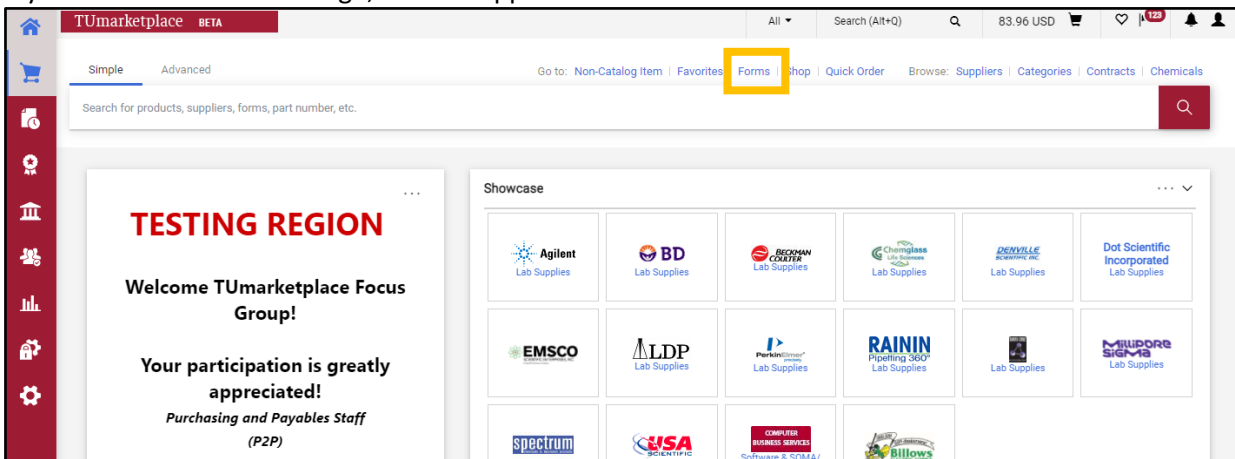 TUmarketplace BETA
All
Search (Alt+Q)
83.96 USD
123
Simple
Advanced
Go to: Non-Catalog Item | Favorites | Forms | Shop | Quick Order
Browse: Suppliers | Categories | Contracts | Chemicals
Search for products, suppliers, forms, part number, etc.
TESTING REGION
Welcome TUmarketplace Focus
Group!
Your participation is greatly
appreciated!
Purchasing and Payables Staff
(P2P)
Showcase
Agilent
Lab Supplies
BD
Lab Supplies
BECKMAN
COULTER
Lab Supplies
Chemglass
Life Sciences
Lab Supplies
DENVILLE
SCIENTIFIC INC.
Lab Supplies
Dot Scientific
Incorporated
Lab Supplies
EMSCO
LDP
Lab Supplies
PerkinElmer
precisely
Lab Supplies
RAININ
Pipetting 360°
Lab Supplies
Lab Supplies
Millipore
Sigma
Lab Supplies
spectrum
USA
SCIENTIFIC
COMPUTER
BUSINESS SERVICES
Software & SOMA/
Billows